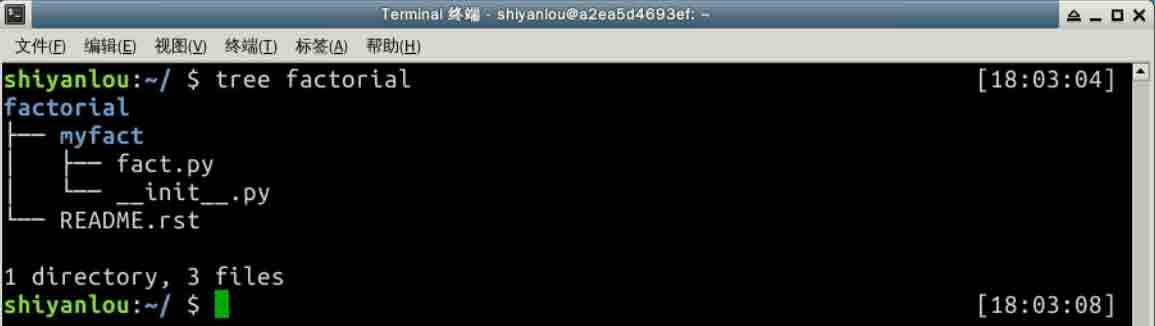 Terminal 终端 - shiyanlou@a2ea5d4693ef: ~
文件(F) 编辑(E) 视图(V) 终端(T) 标签(A) 帮助(H)
shiyanlou:~/ $ tree factorial [18:03:04]
factorial
├── myfact
│   ├── fact.py
│   └── __init__.py
└── README.rst
1 directory, 3 files
shiyanlou:~/ $ [18:03:08]